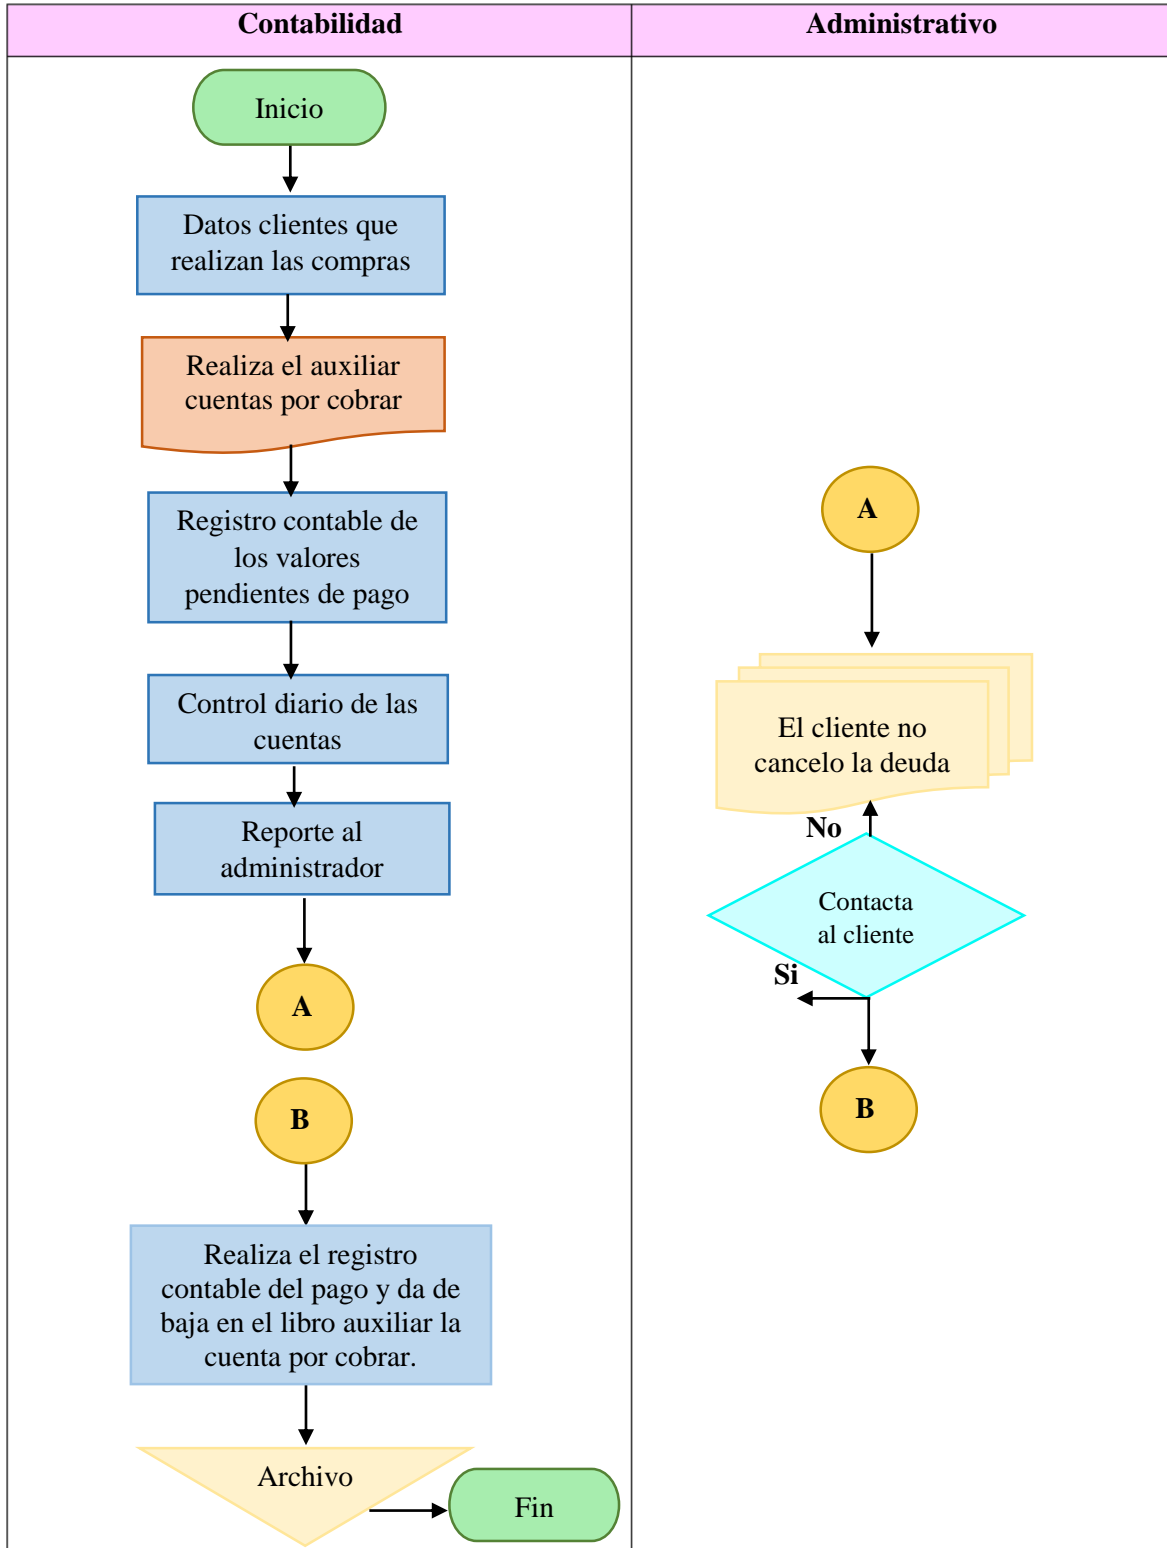 Contabilidad
Administrativo
Inicio
Datos clientes que
realizan las compras
Realiza el auxiliar
cuentas por cobrar
Registro contable de
los valores
pendientes de pago
Control diario de las
cuentas
Reporte al
administrador
A
B
Realiza el registro
contable del pago y da de
baja en el libro auxiliar la
cuenta por cobrar.
Archivo
Fin
A
El cliente no
cancelo la deuda
No
Contacta
al cliente
Si
B